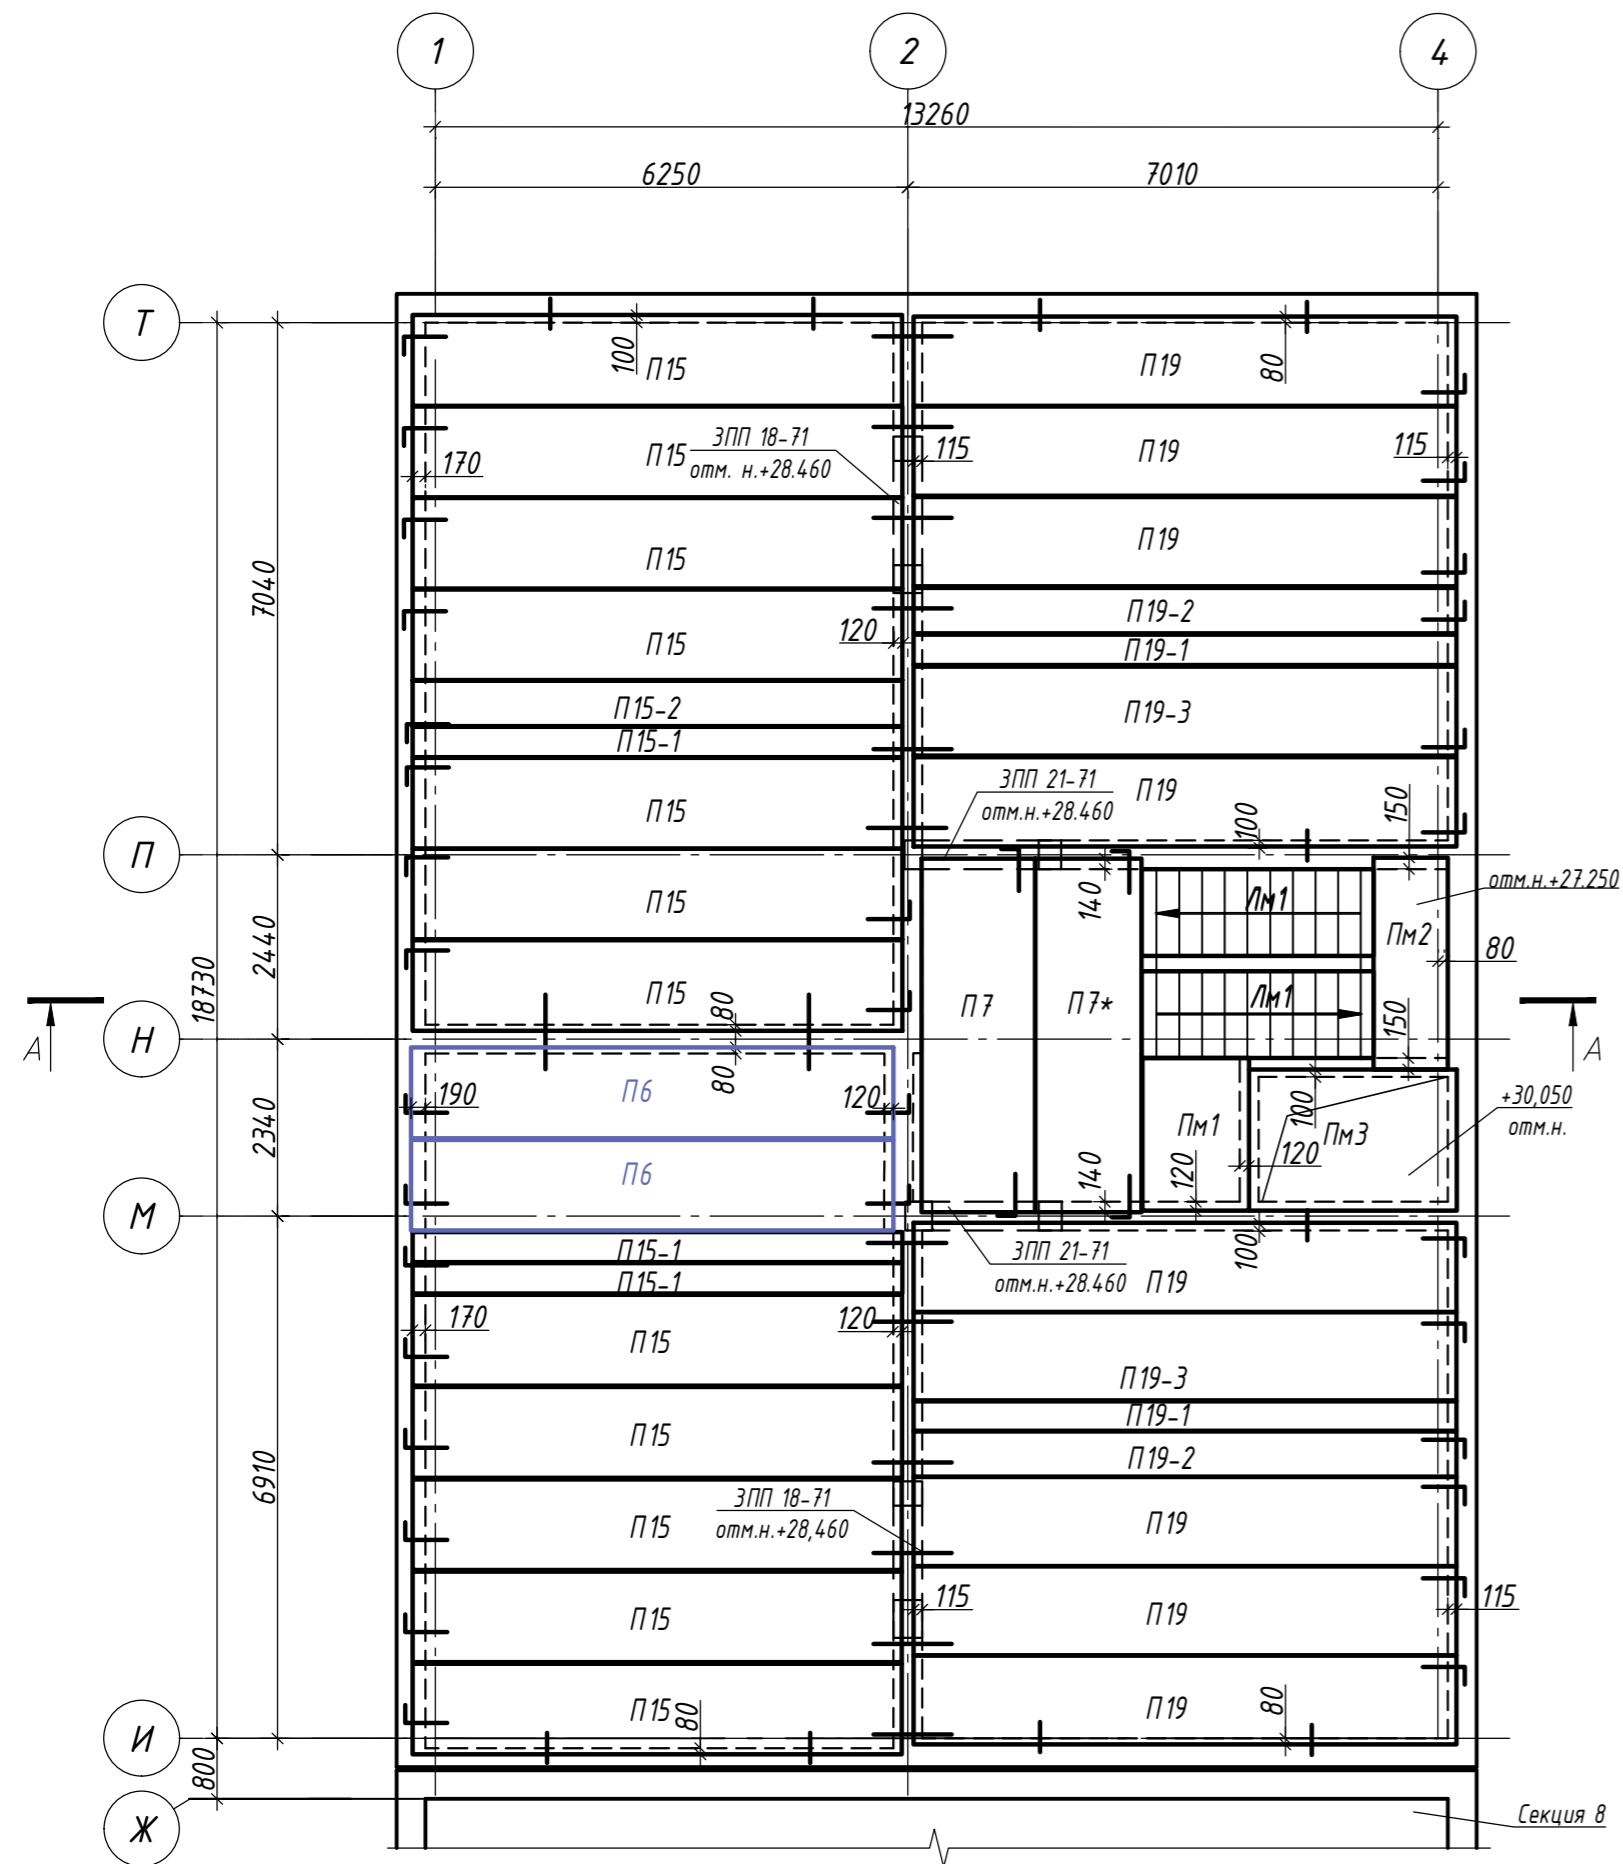 1
2
4
13260
6250
7010
Т
П
Н
М
И
Ж
7040
2440
2340
6910
18730
800
100
П15
П19
80
П15
ЗПП 18-71
отм. н.+28.460
170
115
П19
115
П15
П19
П15
120
П19-2
П19-1
П15-2
П15-1
П19-3
П15
ЗПП 21-71
отм.н.+28.460
П19
100
150
П15
140
Лм1
отм.н.+27.250
Пм2
80
П15
80
П7
П7*
Лм1
150
А
А
80
190
П6
120
100
+30,050
отм.н.
Пм1
Пм3
120
П6
140
120
П15-1
П15-1
ЗПП 21-71
отм.н.+28.460
100
П19
170
120
П15
П19-3
П19-1
П15
П19-2
ЗПП 18-71
отм.н.+28,460
П15
П19
115
115
П15
П19
П15
80
П19
80
Секция 8